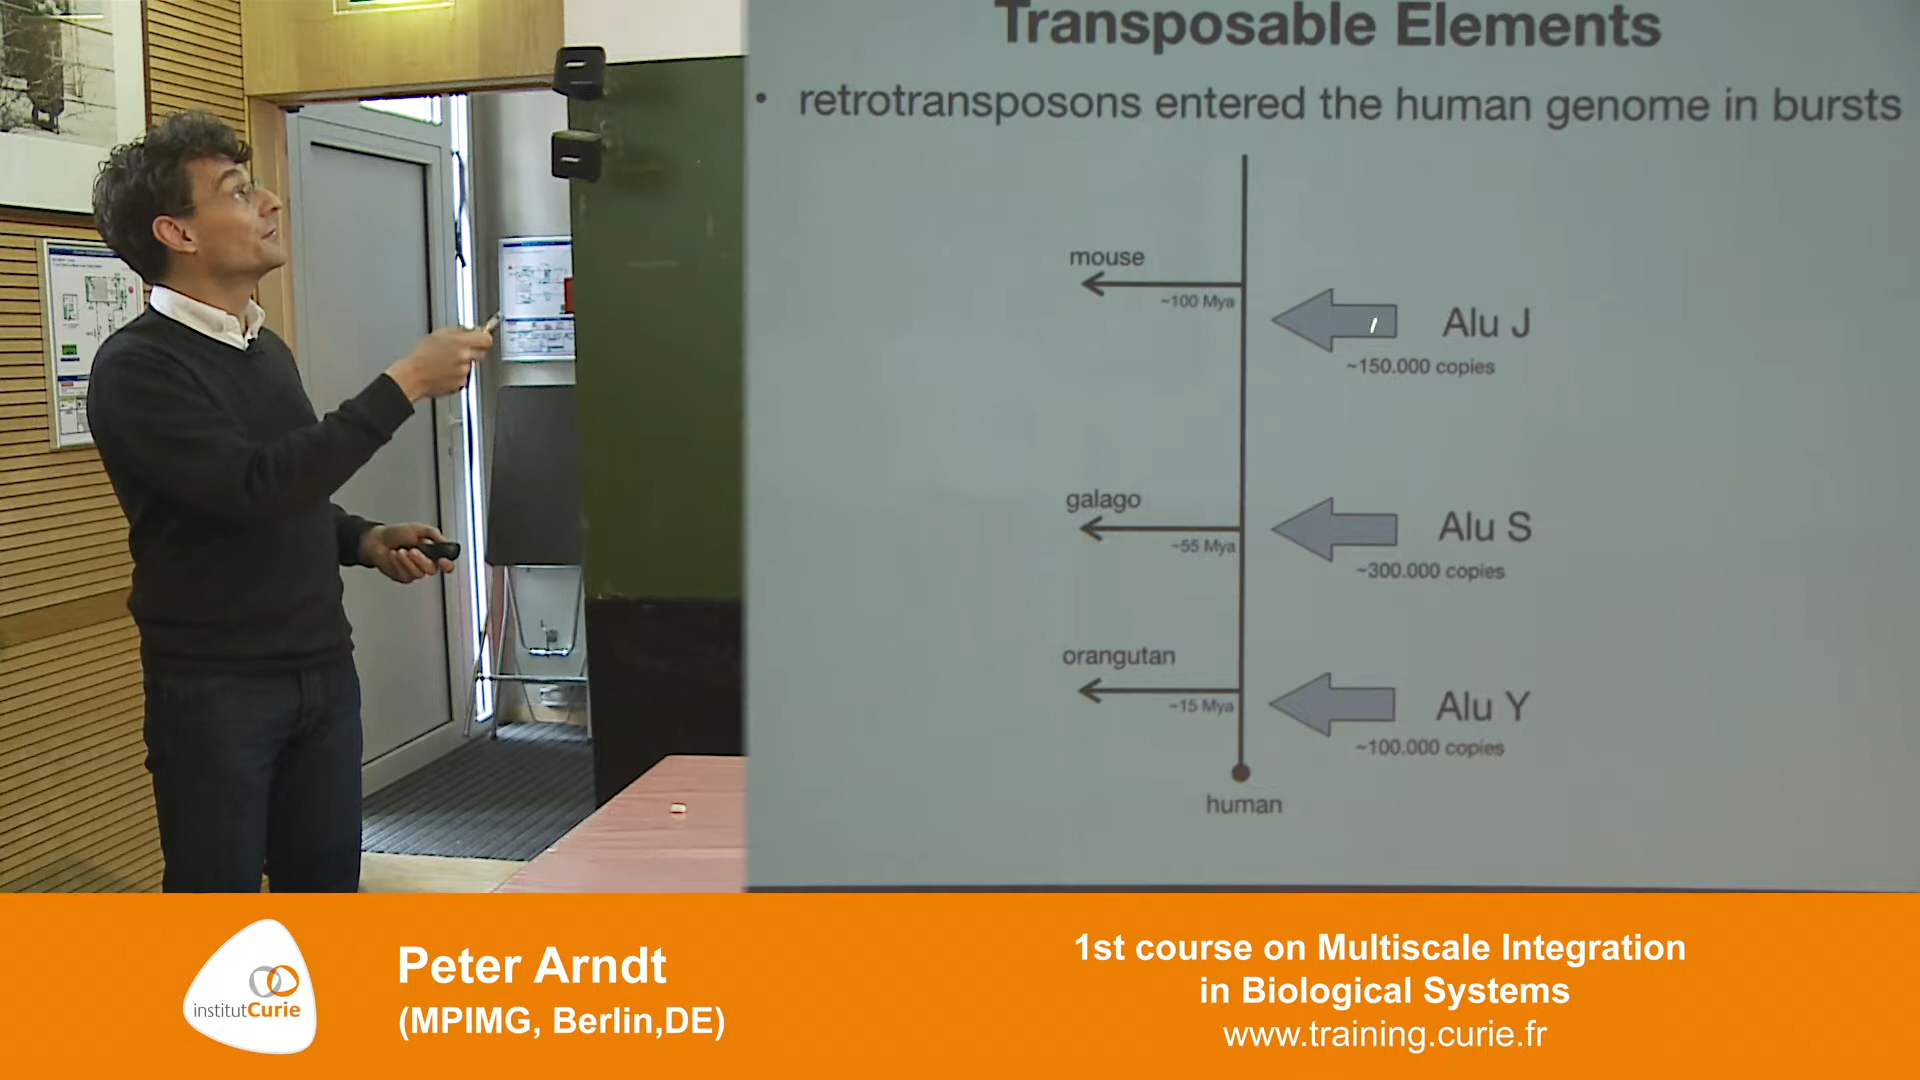 Transposable Elements
• retrotransposons entered the human genome in bursts
mouse
~100 Mya
Alu J
~150.000 copies
galago
~55 Mya
Alu S
~300.000 copies
orangutan
~15 Mya
Alu Y
~100.000 copies
human
institutCurie
Peter Arndt
(MPIMG, Berlin,DE)
1st course on Multiscale Integration
in Biological Systems
www.training.curie.fr